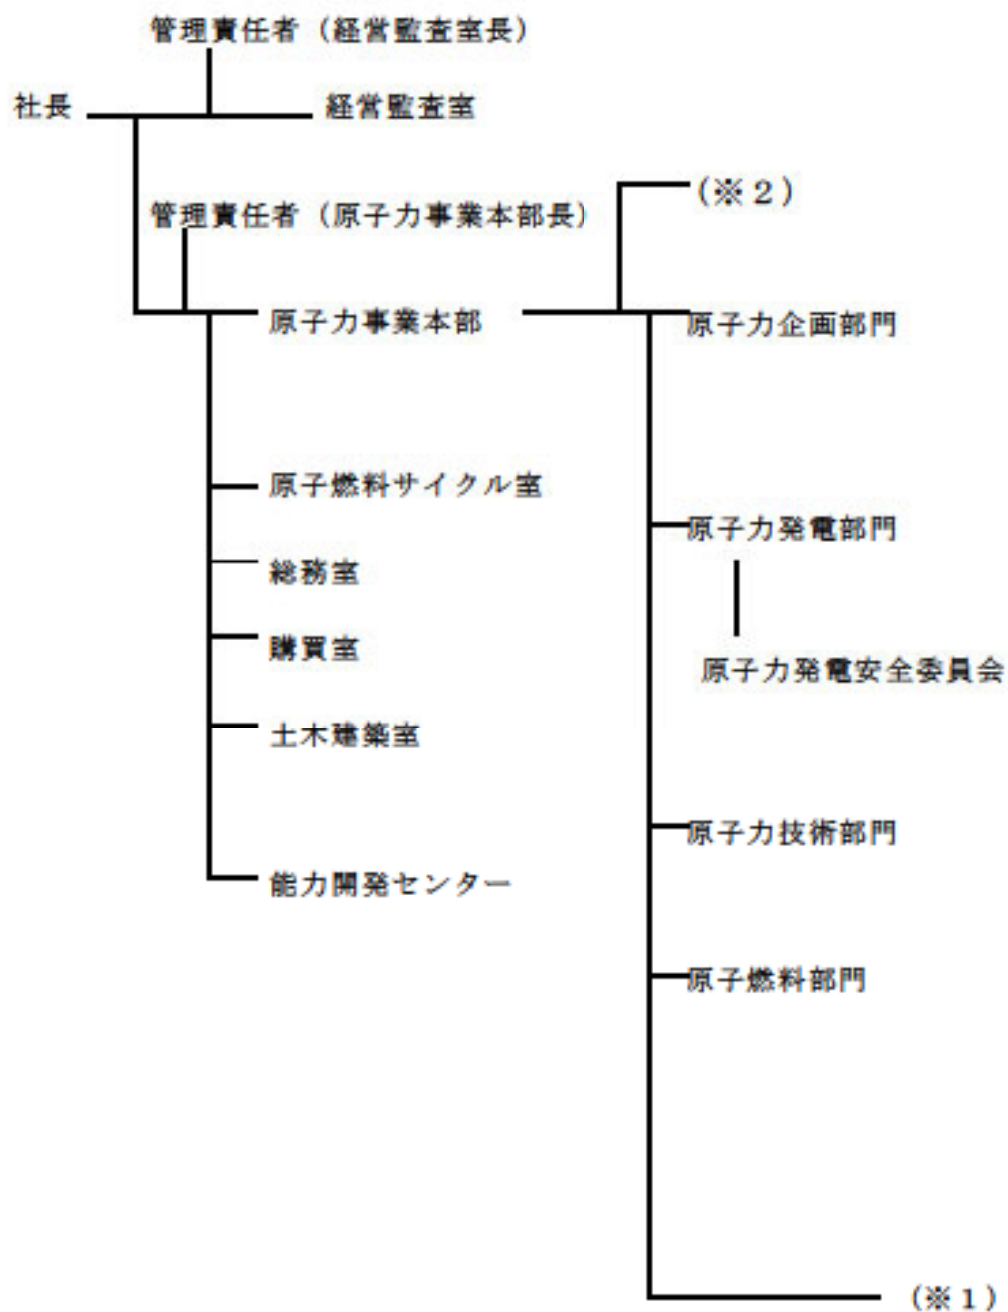 管理責任者（経営監査室長）
社長
経営監査室
管理責任者（原子力事業本部長）
（※２）
原子力事業本部
原子力企画部門
原子燃料サイクル室
原子力発電部門
総務室
購買室
原子力発電安全委員会
土木建築室
原子力技術部門
能力開発センター
原子燃料部門
（※１）